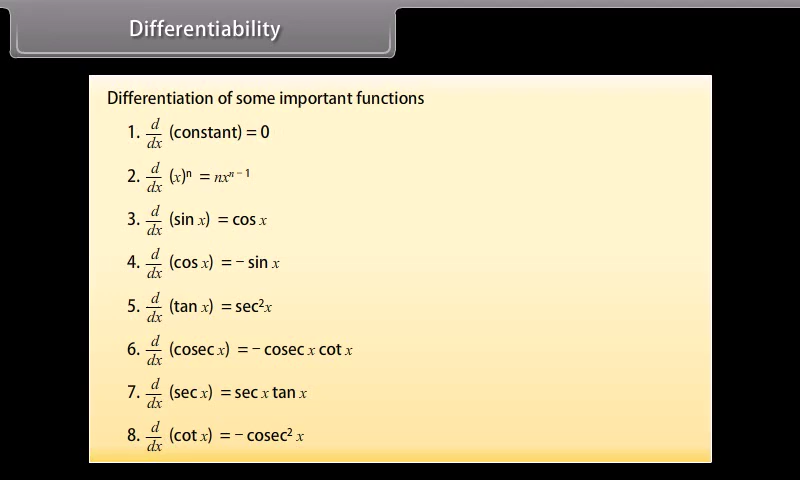 Differentiability
Differentiation of some important functions
1. d/dx (constant) = 0
2. d/dx (x)ⁿ = nxⁿ⁻¹
3. d/dx (sin x) = cos x
4. d/dx (cos x) = − sin x
5. d/dx (tan x) = sec²x
6. d/dx (cosec x) = − cosec x cot x
7. d/dx (sec x) = sec x tan x
8. d/dx (cot x) = − cosec² x